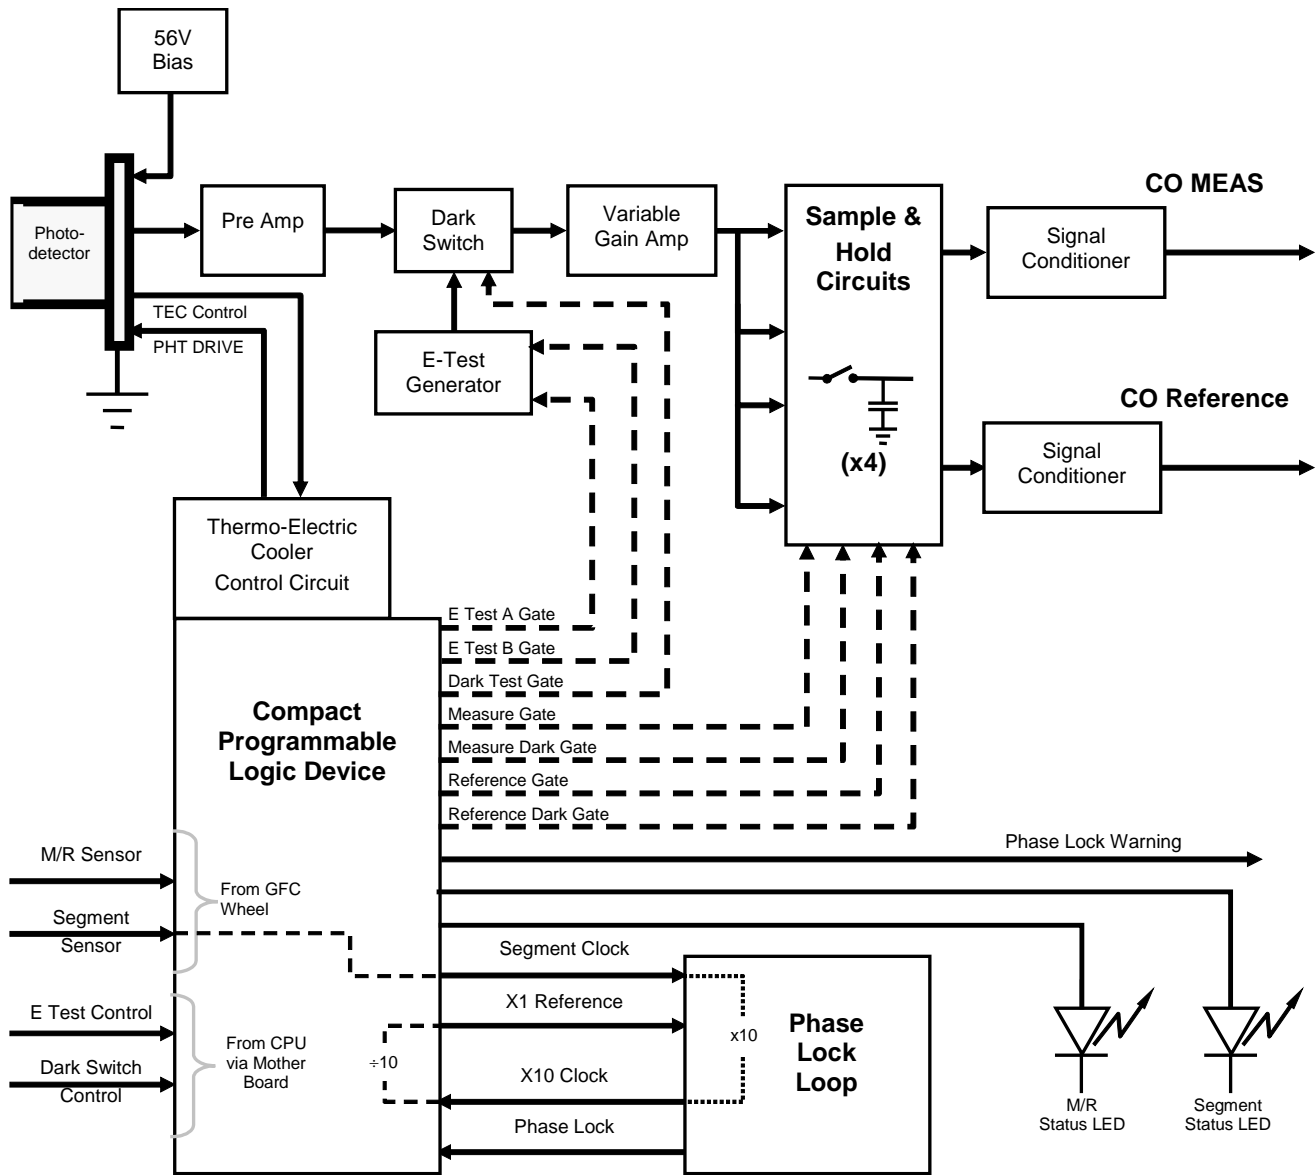 56V
Bias
Photo-
detector
Pre Amp
Dark
Switch
Variable
Gain Amp
Sample &
Hold
Circuits
(x4)
CO MEAS
Signal
Conditioner
CO Reference
Signal
Conditioner
TEC Control
PHT DRIVE
E-Test
Generator
Thermo-Electric
Cooler
Control Circuit
E Test A Gate
E Test B Gate
Dark Test Gate
Measure Gate
Measure Dark Gate
Reference Gate
Reference Dark Gate
Compact
Programmable
Logic Device
Phase Lock Warning
M/R Sensor
Segment
Sensor
From GFC
Wheel
E Test Control
Dark Switch
Control
From CPU
via Mother
Board
÷10
Segment Clock
X1 Reference
X10 Clock
Phase Lock
x10
Phase
Lock
Loop
M/R
Status LED
Segment
Status LED